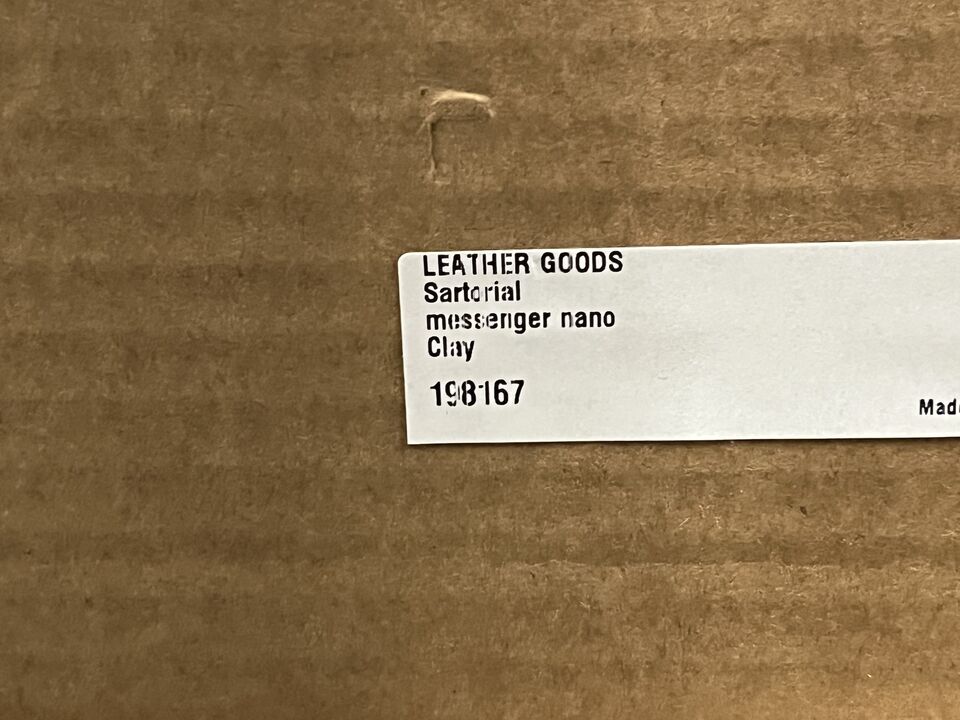 LEATHER GOODS
Sartorial
messenger nano
Clay
198167